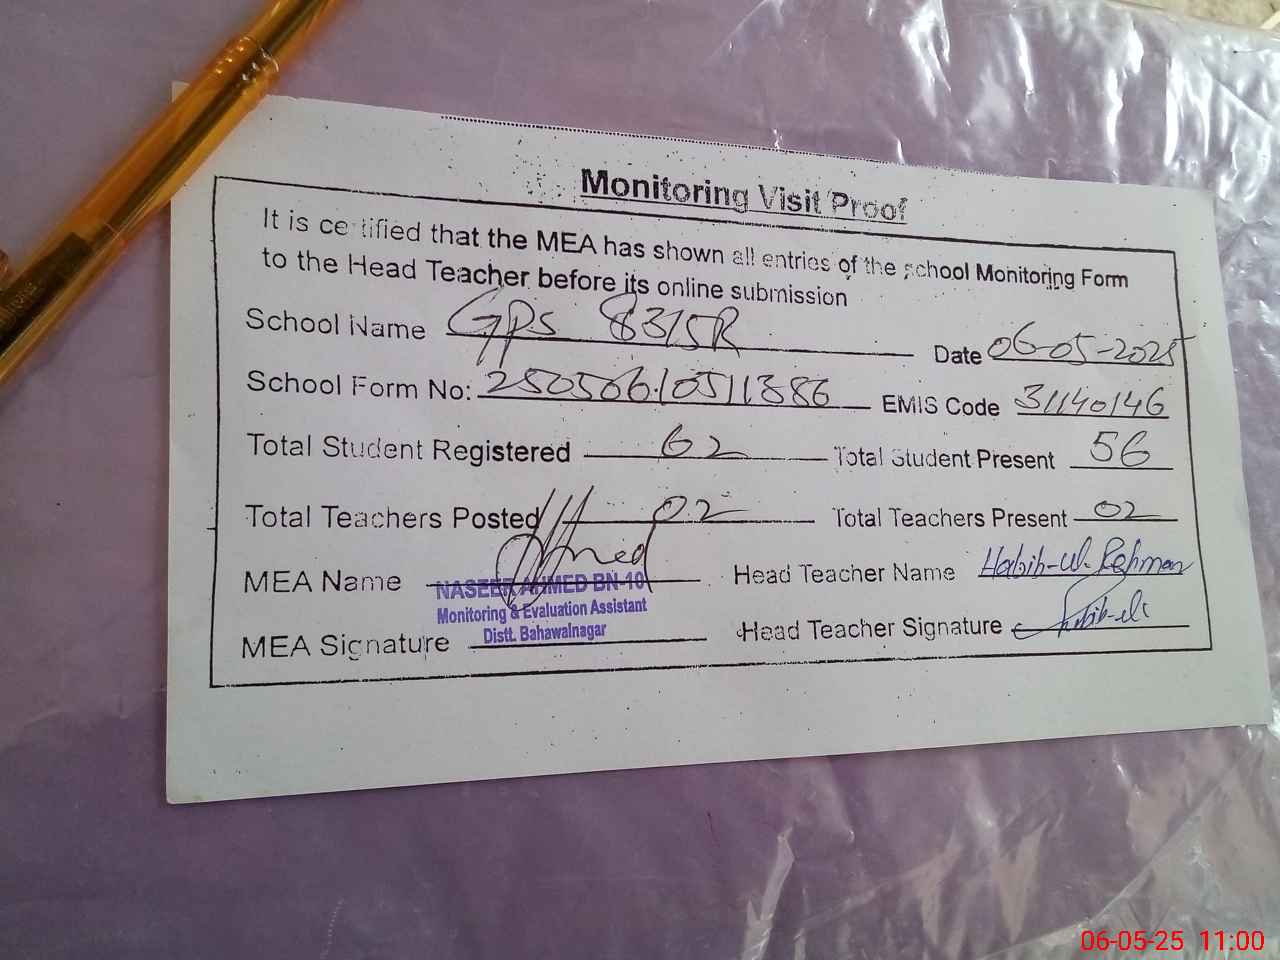 Monitoring Visit Proof
It is certified that the MEA has shown all entries of the school Monitoring Form
to the Head Teacher before its online submission
School Name GPS 83/5R Date 06-05-2025
School Form No: 25050610511386 EMIS Code 31140146
Total Student Registered 62 Total Student Present 56
Total Teachers Posted 02 Total Teachers Present 02
MEA Name NASEER AHMED BN-10 Head Teacher Name Habib-ul-Rehman
Monitoring & Evaluation Assistant
Distt. Bahawalnagar
MEA Signature Head Teacher Signature
06-05-25 11:00